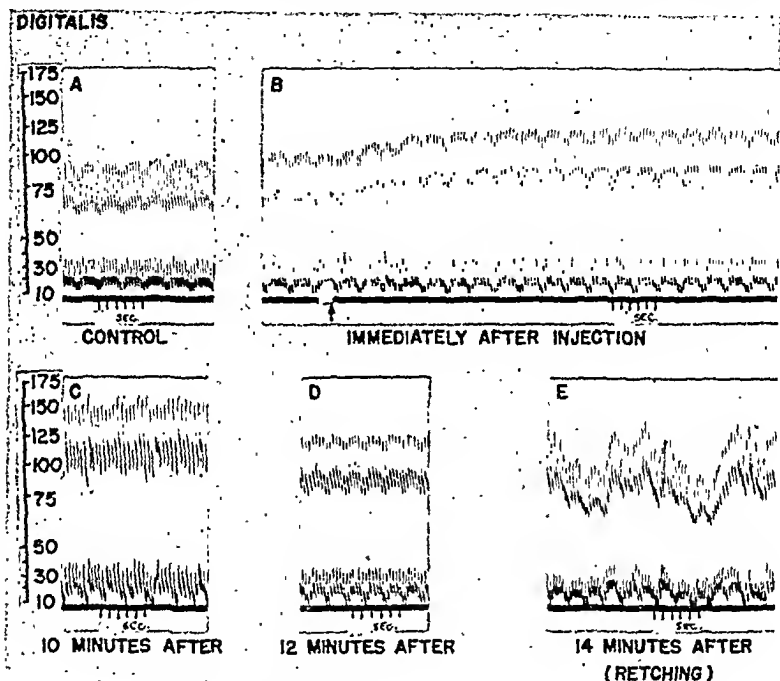 DIGITALIS
175
150
125
100
75
50
30
10
A
SEC.
CONTROL
B
SEC.
IMMEDIATELY AFTER INJECTION
175
150
125
100
75
50
30
10
C
SEC.
10 MINUTES AFTER
D
SEC.
12 MINUTES AFTER
E
SEC.
14 MINUTES AFTER
(RETCHING)